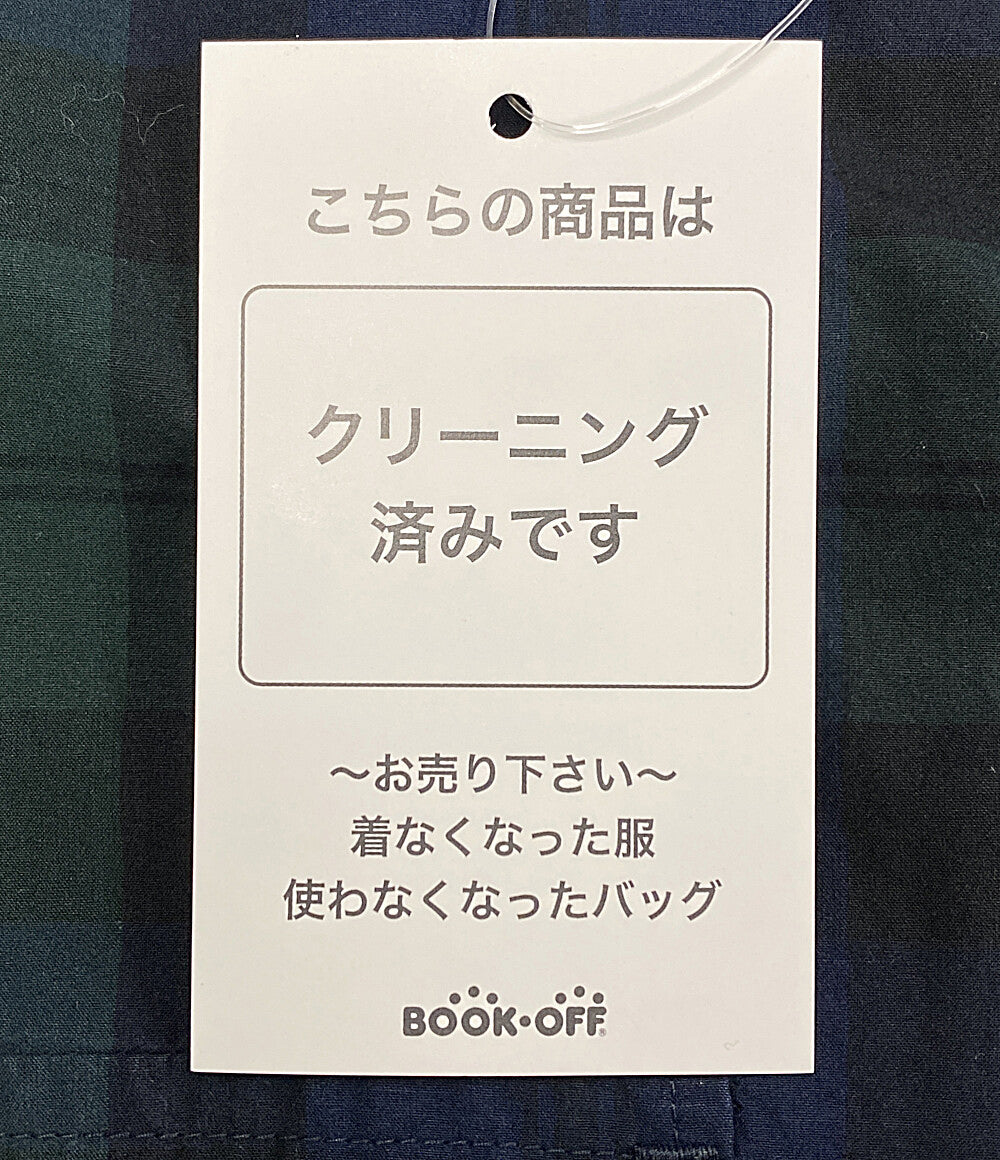 こちらの商品は
クリーニング
済みです
～お売り下さい～
着なくなった服
使わなくなったバッグ
BOOK・OFF®